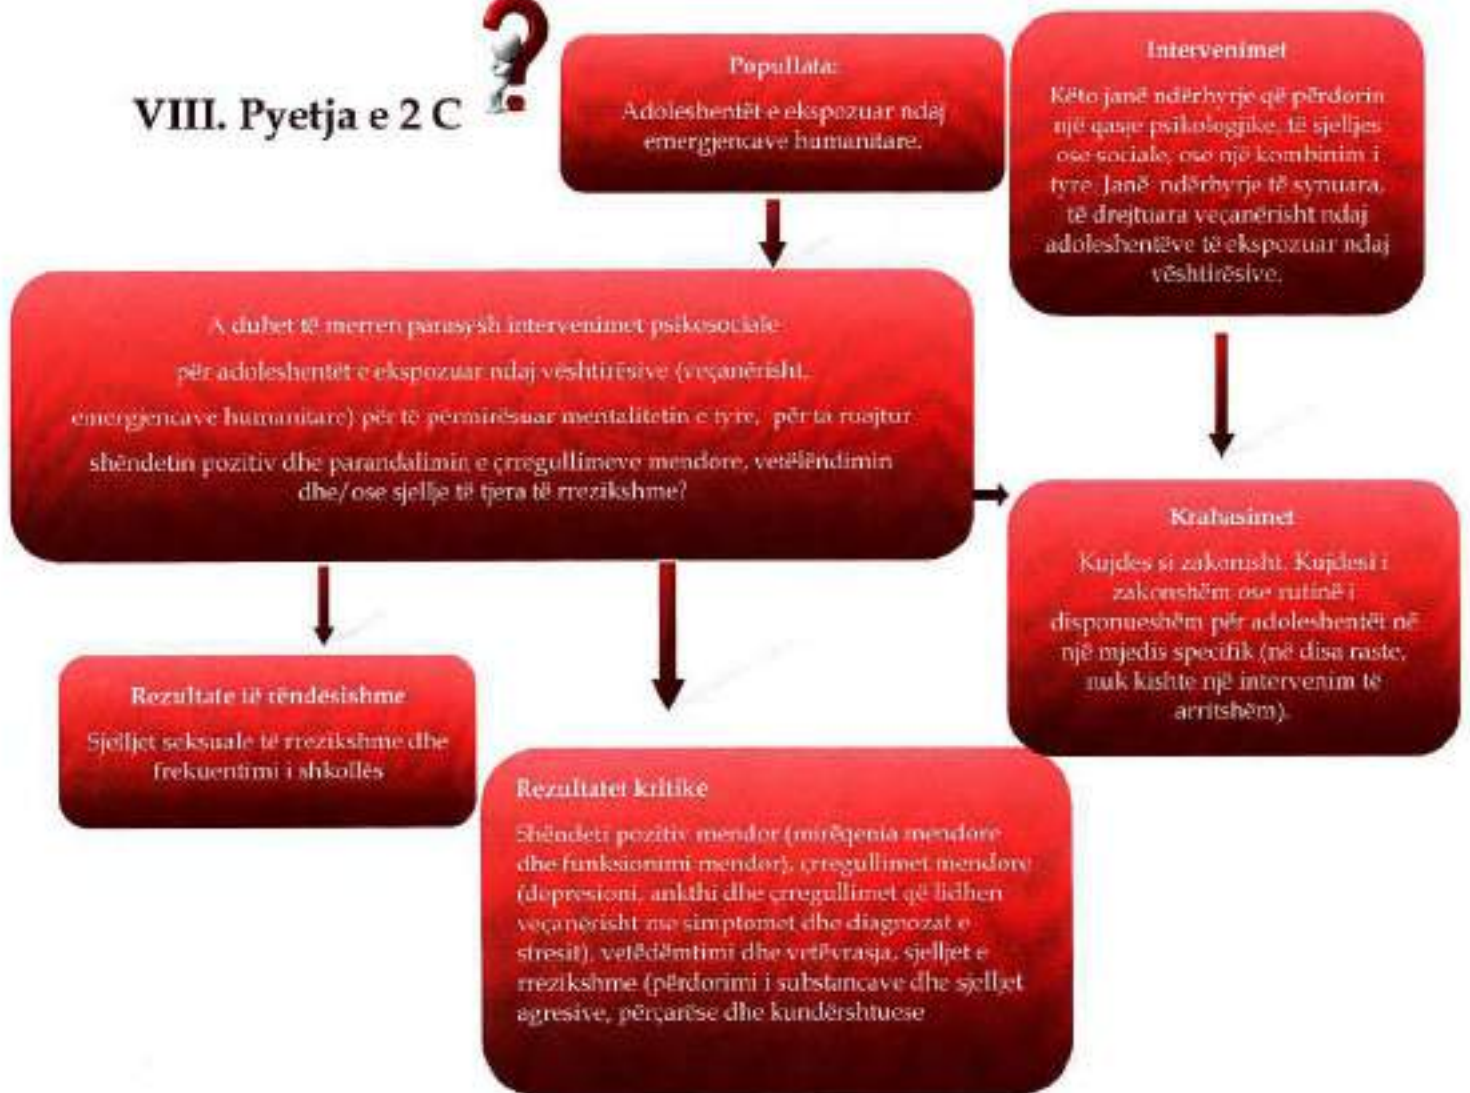 VIII. Pyetja e 2 C
Popullata:
Adoleshentët e ekspozuar ndaj
emergjencave humanitare.
Intervenimet
Këto janë ndërhyrje që përdorin
një qasje psikologjike, të sjelljes
ose sociale, ose një kombinim i
tyre. Janë ndërhyrje të synuara,
të drejtuara veçanërisht ndaj
adoleshentëve të ekspozuar ndaj
vështirësive.
A duhet të merren parasysh intervenimet psikosociale
për adoleshentët e ekspozuar ndaj vështirësive (veçanërisht,
emergjencave humanitare) për të përmirësuar mentalitetin e tyre, për ta ruajtur
shëndetin pozitiv dhe parandalimin e çrregullimeve mendore, vetëlëndimin
dhe/ose sjellje të tjera të rrezikshme?
Krahasimet
Kujdes si zakonisht. Kujdesi i
zakonshëm ose rutinë i
disponueshëm për adoleshentët në
një mjedis specifik (në disa raste,
nuk kishte një intervenim të
arritshëm).
Rezultate të rëndësishme
Sjelljet seksuale të rrezikshme dhe
frekuentimi i shkollës
Rezultatet kritike
Shëndeti pozitiv mendor (mirëqenia mendore
dhe funksionimi mendor), çrregullimet mendore
(depresioni, ankthi dhe çrregullimet që lidhen
veçanërisht me simptomet dhe diagnozat e
stresit), vetëdëmtimi dhe vetëvrasja, sjelljet e
rrezikshme (përdorimi i substancave dhe sjelljet
agresive, përçarëse dhe kundërshtuese